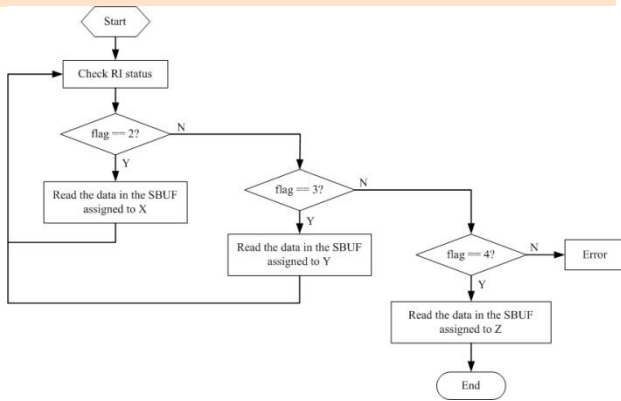 Start
Check RI status
flag == 2?
N
Y
Read the data in the SBUF
assigned to X
flag == 3?
N
Y
Read the data in the SBUF
assigned to Y
flag == 4?
N
Error
Y
Read the data in the SBUF
assigned to Z
End